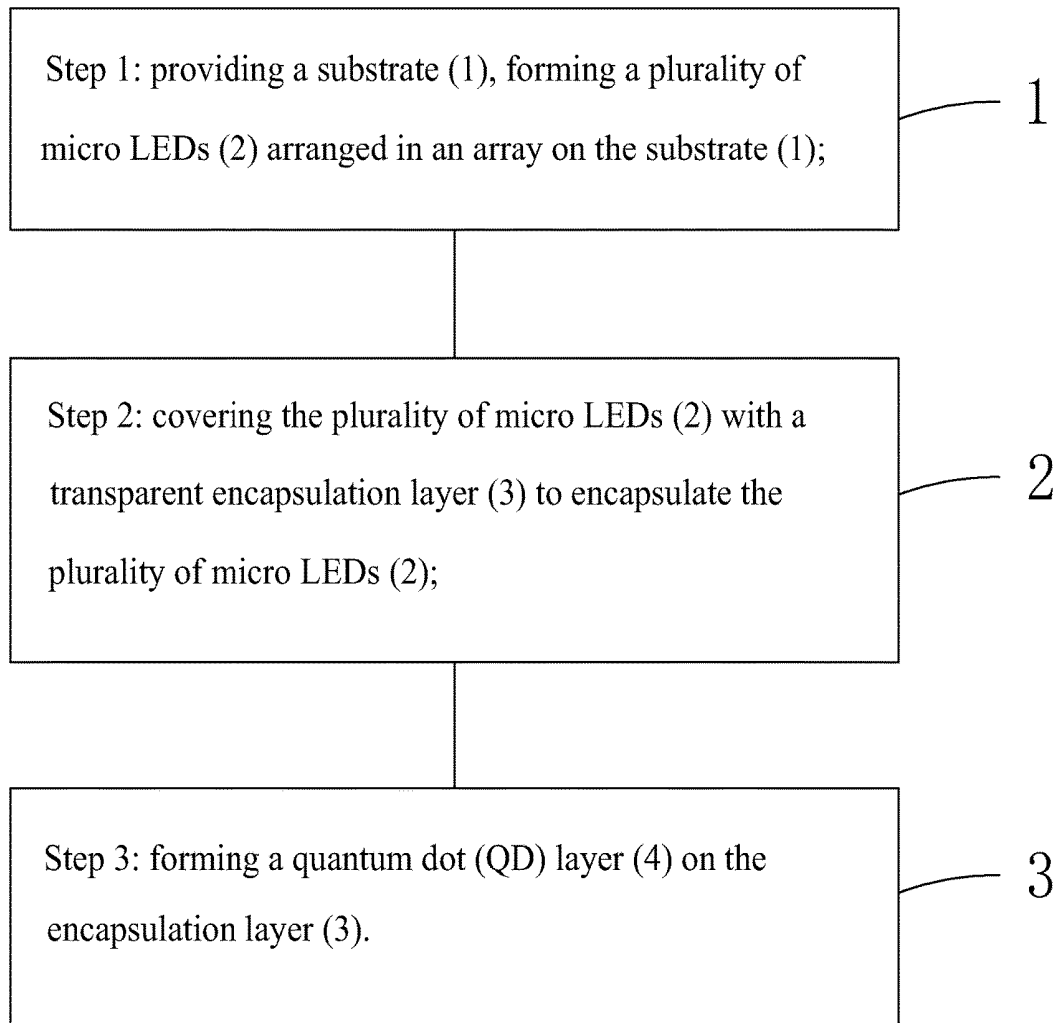 Step 1: providing a substrate (1), forming a plurality of
micro LEDs (2) arranged in an array on the substrate (1);
1
Step 2: covering the plurality of micro LEDs (2) with a
transparent encapsulation layer (3) to encapsulate the
plurality of micro LEDs (2);
2
Step 3: forming a quantum dot (QD) layer (4) on the
encapsulation layer (3).
3